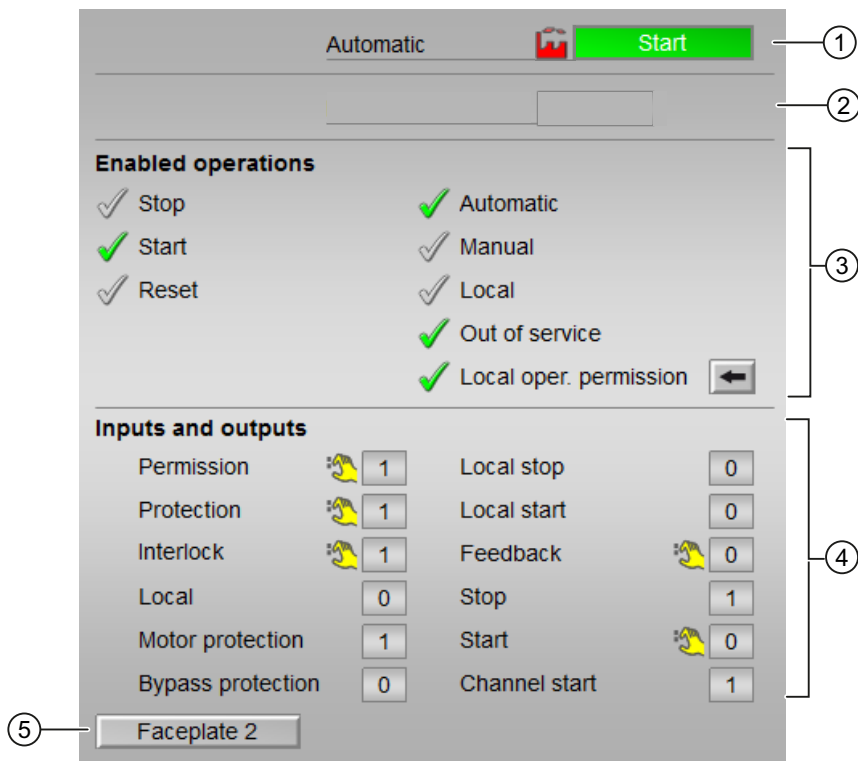 Automatic Start ①
②
Enabled operations
Stop Automatic
Start Manual
Reset Local
Out of service
Local oper. permission
③
Inputs and outputs
Permission 1 Local stop 0
Protection 1 Local start 0
Interlock 1 Feedback 0
Local 0 Stop 1
Motor protection 1 Start 0
Bypass protection 0 Channel start 1
④
⑤ Faceplate 2